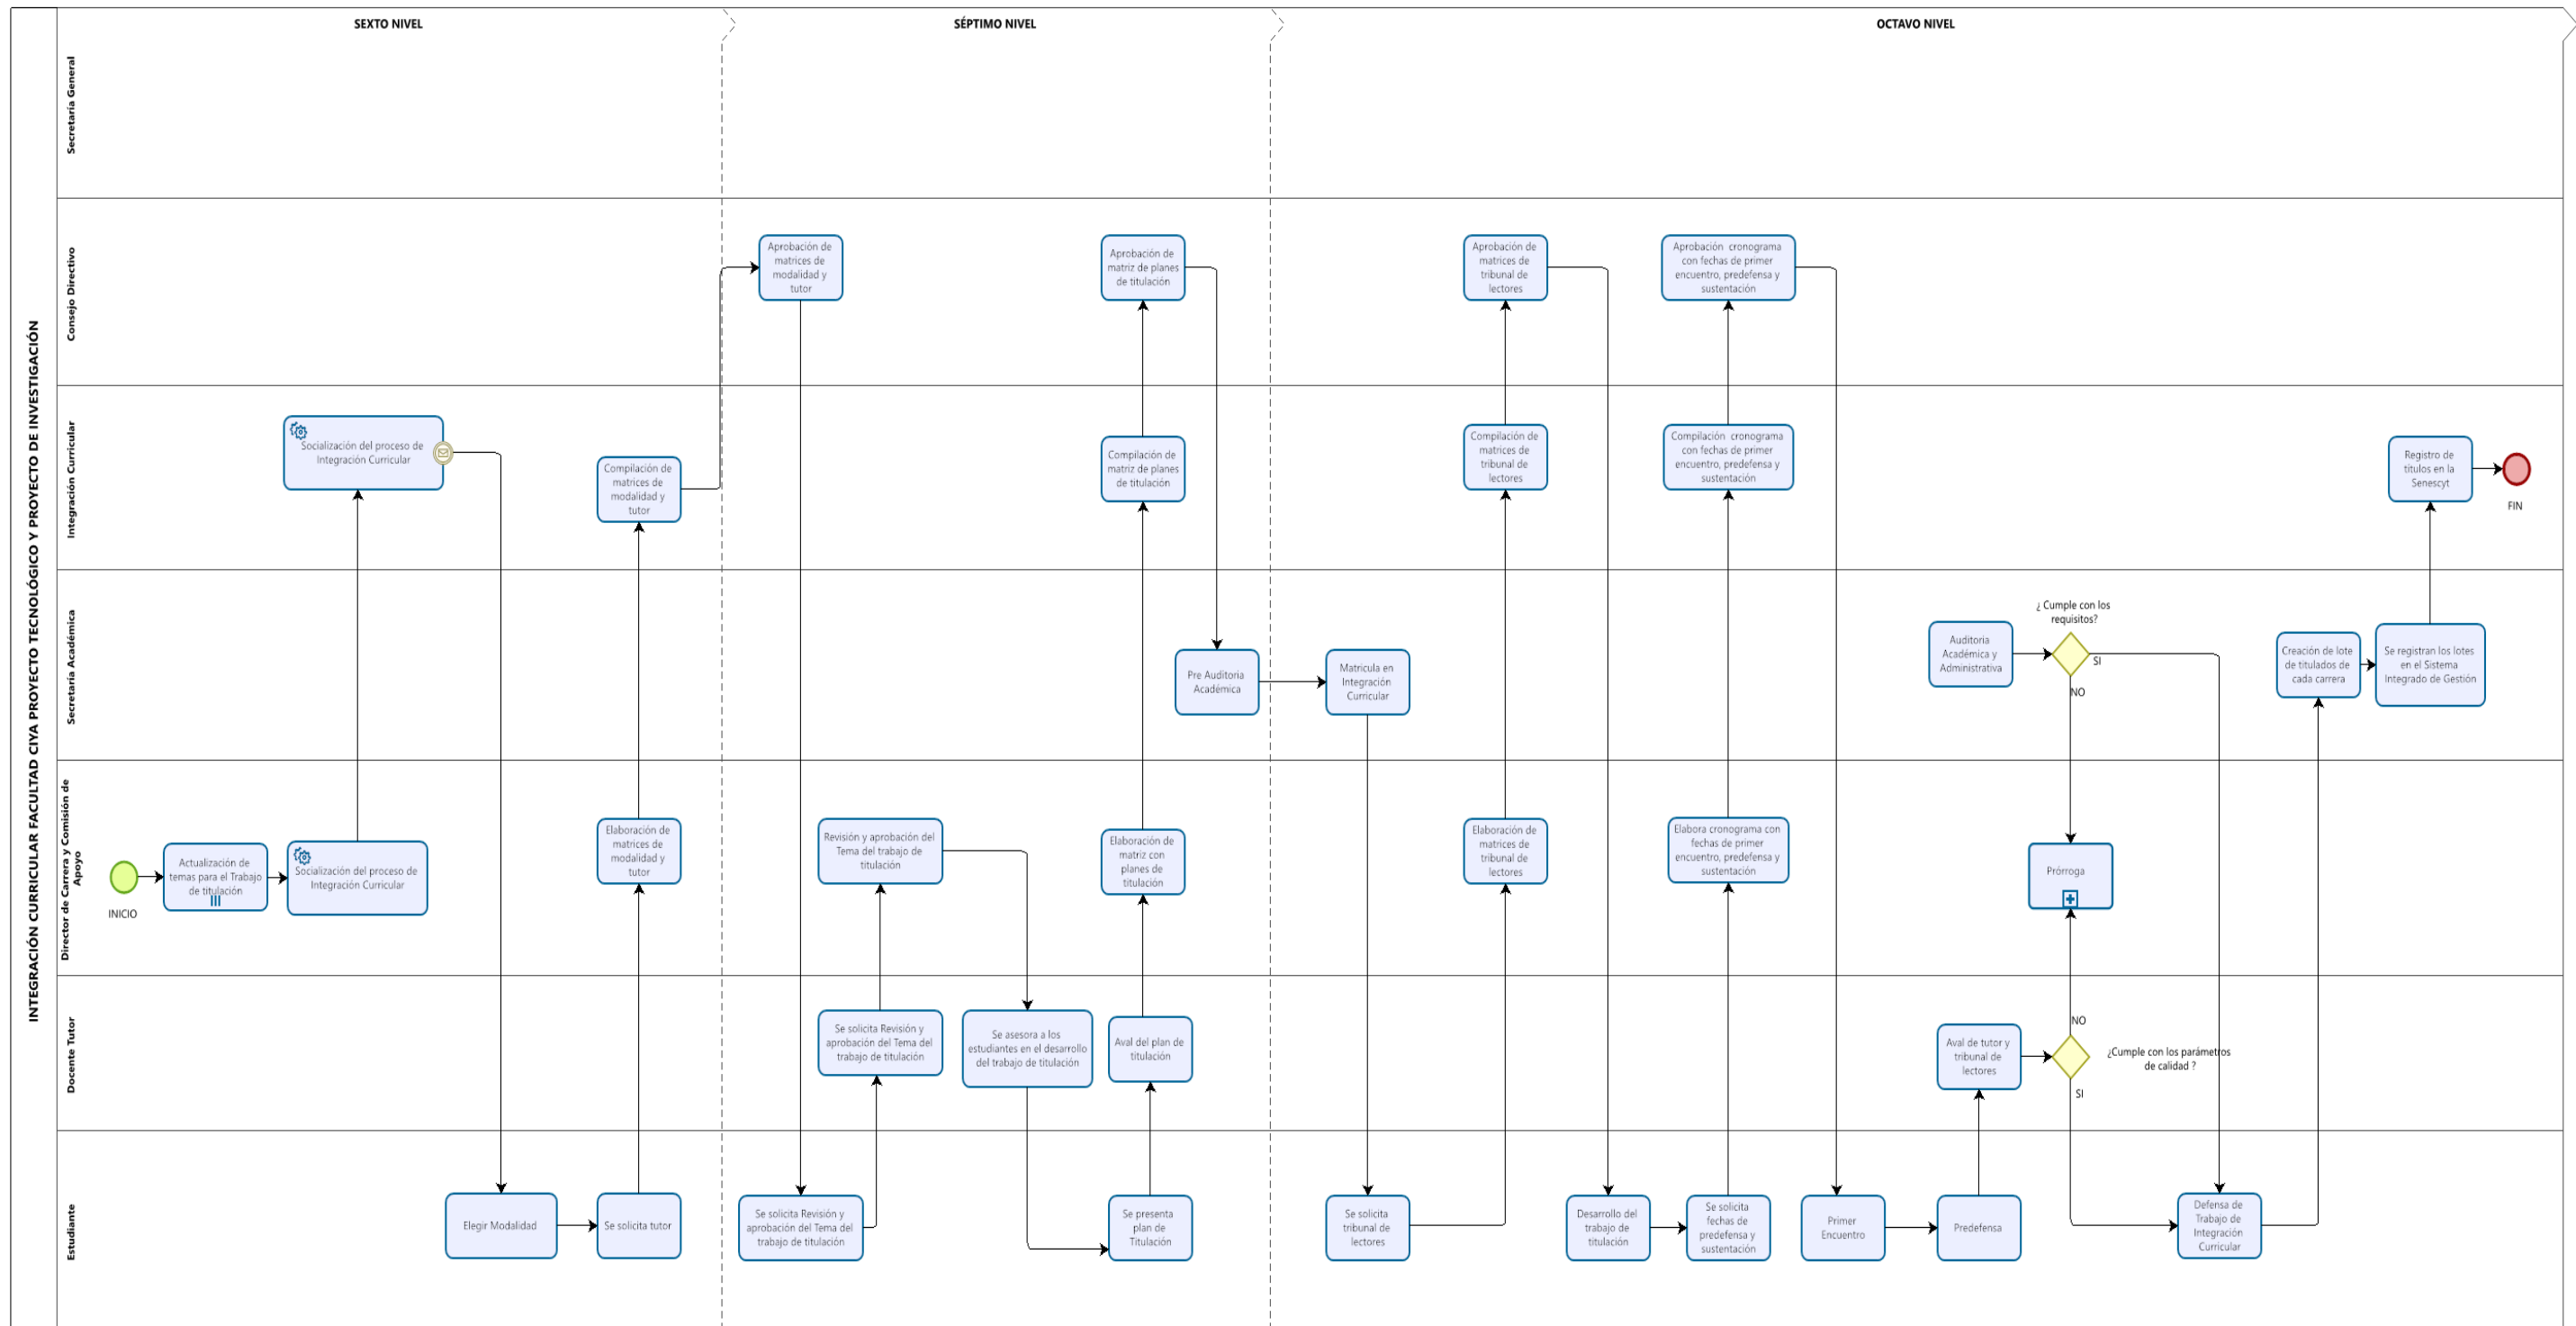 INTEGRACIÓN CURRICULAR FACULTAD CIYA PROYECTO TECNOLÓGICO Y PROYECTO DE INVESTIGACIÓN
SEXTO NIVEL
SÉPTIMO NIVEL
OCTAVO NIVEL
Secretaría General
Consejo Directivo
Aprobación de
matrices de
modalidad y
tutor
Aprobación de
matriz de planes
de titulación
Aprobación de
matrices de
tribunal de
lectores
Aprobación cronograma
con fechas de primer
encuentro, predefensa y
sustentación
Integración Curricular
Socialización del proceso de
Integración Curricular
Compilación de
matrices de
modalidad y
tutor
Compilación de
matriz de planes
de titulación
Compilación de
matrices de
tribunal de
lectores
Compilación cronograma
con fechas de primer
encuentro, predefensa y
sustentación
Registro de
títulos en la
Senescyt
FIN
Secretaría Académica
Pre Auditoria
Académica
Matricula en
Integración
Curricular
Auditoria
Académica y
Administrativa
¿ Cumple con los
requisitos?
SI
NO
Creación de lote
de titulados de
cada carrera
Se registran los lotes
en el Sistema
Integrado de Gestión
Director de Carrera y Comisión de
Apoyo
INICIO
Actualización de
temas para el Trabajo
de titulación
Socialización del proceso de
Integración Curricular
Elaboración de
matrices de
modalidad y
tutor
Revisión y aprobación del
Tema del trabajo de
titulación
Elaboración de
matriz con
planes de
titulación
Elaboración de
matrices de
tribunal de
lectores
Elabora cronograma con
fechas de primer
encuentro, predefensa y
sustentación
Prórroga
Docente Tutor
Se solicita Revisión y
aprobación del Tema del
trabajo de titulación
Se asesora a los
estudiantes en el desarrollo
del trabajo de titulación
Aval del plan de
titulación
Aval de tutor y
tribunal de
lectores
NO
¿Cumple con los parámetros
de calidad ?
SI
Estudiante
Elegir Modalidad
Se solicita tutor
Se solicita Revisión y
aprobación del Tema del
trabajo de titulación
Se presenta
plan de
Titulación
Se solicita
tribunal de
lectores
Desarrollo del
trabajo de
titulación
Se solicita
fechas de
predefensa y
sustentación
Primer
Encuentro
Predefensa
Defensa de
Trabajo de
Integración
Curricular